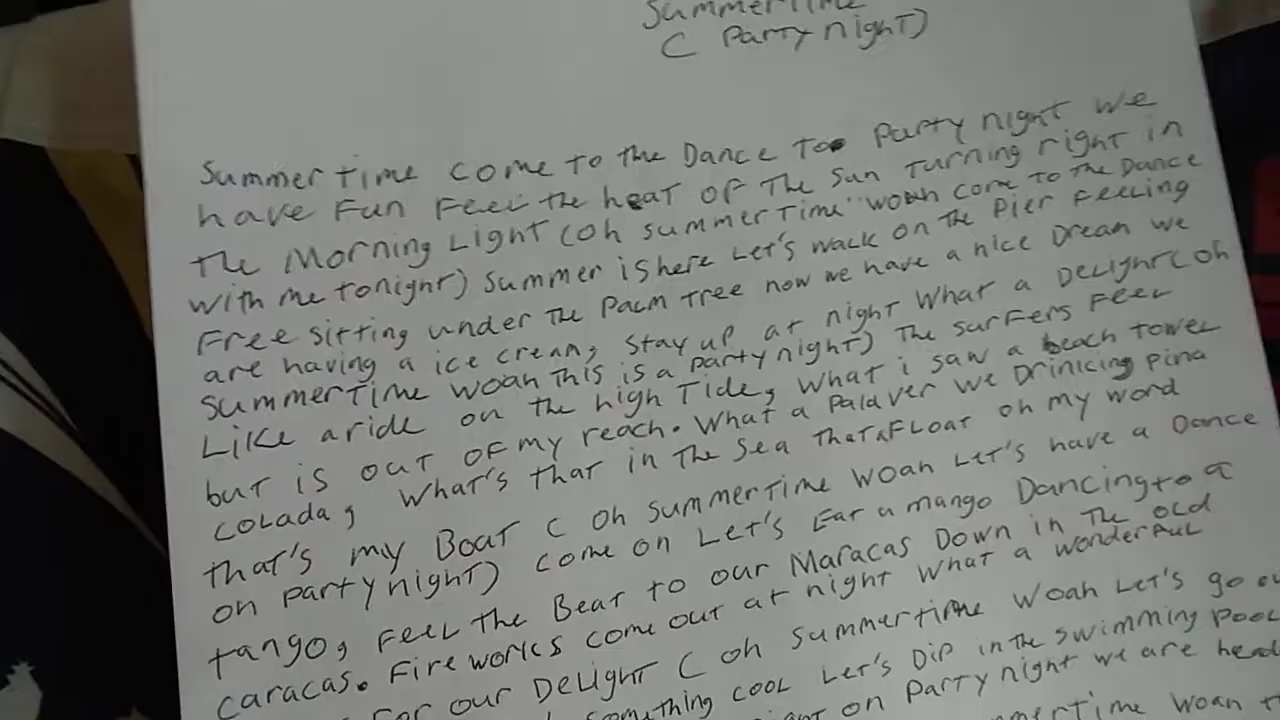 Summertime
( Party night)
Summertime come to the Dance To Party night we
have Fun Feel the heat of The Sun Turning right in
The Morning Light (oh summertime woah come to the Dance
with me tonight) Summer is here Let's walk on the Pier Feeling
Free sitting under the Palm Tree now we have a nice Dream we
are having a ice cream, stay up at night What a Delight (oh
Summertime woah This is a party night) The surfers Feel
Like a ride on the high Tide, What i saw a beach Towel
but is out of my reach. What a Palaver we Drinking Pina
colada, What's that in The Sea That afloat oh my word
that's my Boat ( oh summertime woah Let's have a Dance
on party night) come on Let's Eat a mango Dancing to a
tango, Feel the Beat to our Maracas Down in The old
caracas. Fireworks come out at night what a wonderful
For our Delight ( oh summertime woah Let's go
something cool Let's Dip in the swimming Pool
on Party night we are
woah